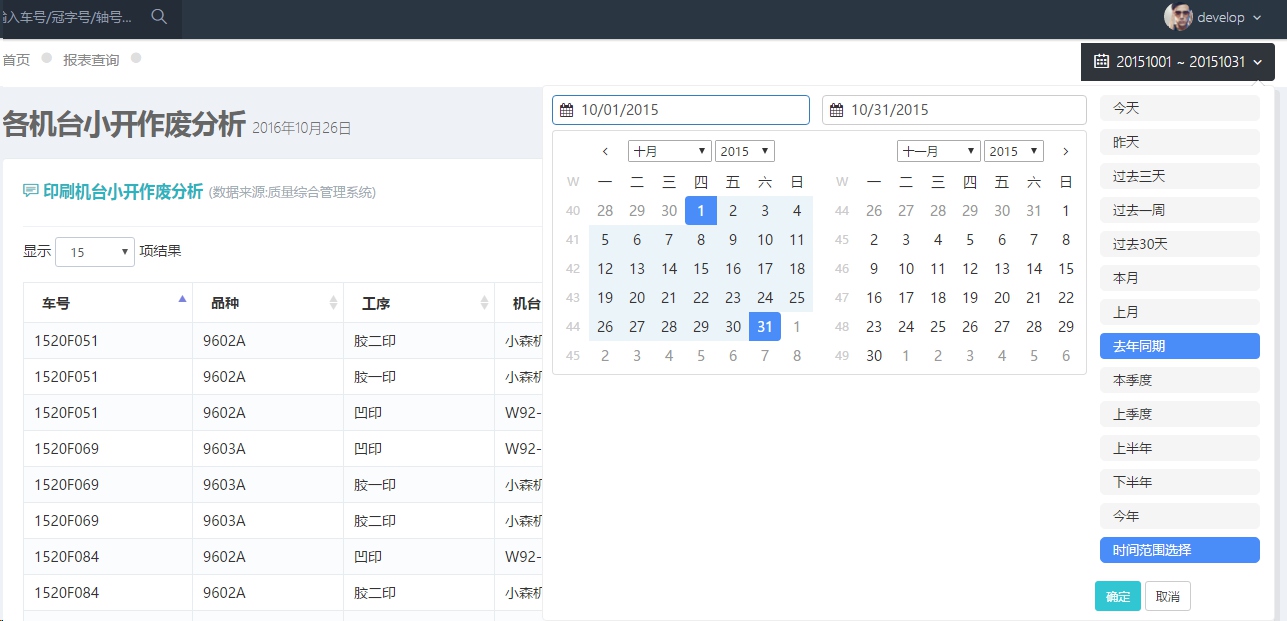 输入车号/冠字号/轴号...
develop
首页 报表查询
20151001 ~ 20151031
各机台小开作废分析 2016年10月26日
印刷机台小开作废分析 (数据来源:质量综合管理系统)
显示 15 项结果
车号 品种 工序 机台
1520F051 9602A 胶二印 小森机
1520F051 9602A 胶一印 小森机
1520F051 9602A 凹印 W92-
1520F069 9603A 凹印 W92-
1520F069 9603A 胶一印 小森机
1520F069 9603A 胶二印 小森机
1520F084 9602A 凹印 W92-
1520F084 9602A 胶二印 小森机
10/01/2015
10/31/2015
十月 2015
W 一 二 三 四 五 六 日
40 28 29 30 1 2 3 4
41 5 6 7 8 9 10 11
42 12 13 14 15 16 17 18
43 19 20 21 22 23 24 25
44 26 27 28 29 30 31 1
45 2 3 4 5 6 7 8
十一月 2015
W 一 二 三 四 五 六 日
44 26 27 28 29 30 31 1
45 2 3 4 5 6 7 8
46 9 10 11 12 13 14 15
47 16 17 18 19 20 21 22
48 23 24 25 26 27 28 29
49 30 1 2 3 4 5 6
今天
昨天
过去三天
过去一周
过去30天
本月
上月
去年同期
本季度
上季度
上半年
下半年
今年
时间范围选择
确定 取消